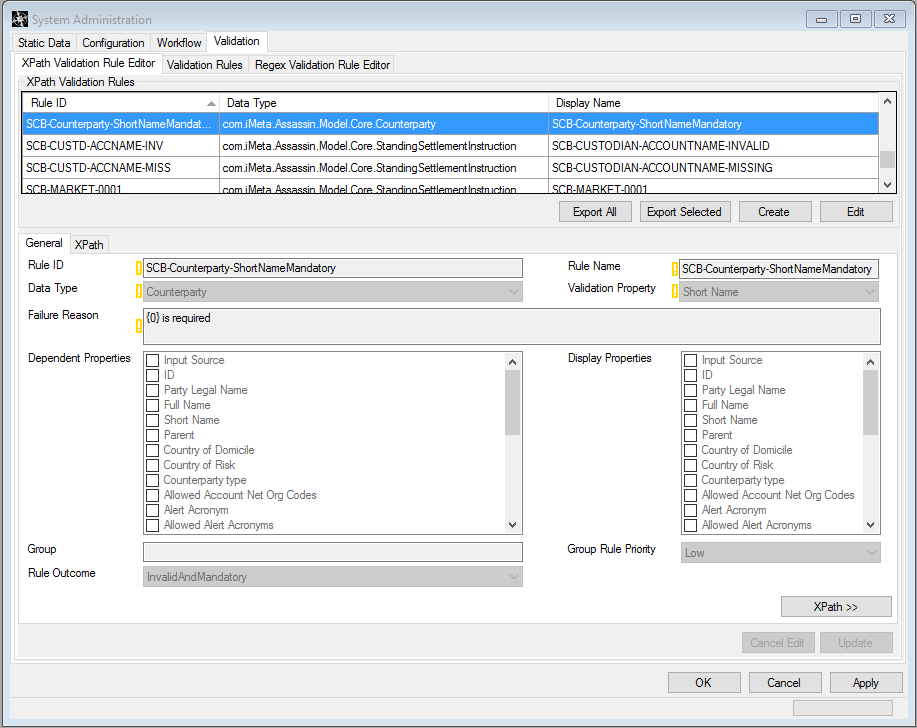 System Administration
Static Data Configuration Workflow Validation
XPath Validation Rule Editor Validation Rules Regex Validation Rule Editor
XPath Validation Rules
Rule ID Data Type Display Name
SCB-Counterparty-ShortNameMandat... com.iMeta.Assassin.Model.Core.Counterparty SCB-Counterparty-ShortNameMandatory
SCB-CUSTD-ACCNAME-INV com.iMeta.Assassin.Model.Core.StandingSettlementInstruction SCB-CUSTODIAN-ACCOUNTNAME-INVALID
SCB-CUSTD-ACCNAME-MISS com.iMeta.Assassin.Model.Core.StandingSettlementInstruction SCB-CUSTODIAN-ACCOUNTNAME-MISSING
SCB-MARKET-0001 com.iMeta.Assassin.Model.Core.StandingSettlementInstruction SCB-MARKET-0001
Export All Export Selected Create Edit
General XPath
Rule ID SCB-Counterparty-ShortNameMandatory Rule Name SCB-Counterparty-ShortNameMandatory
Data Type Counterparty Validation Property Short Name
Failure Reason {0} is required
Dependent Properties Input Source Display Properties Input Source
ID ID
Party Legal Name Party Legal Name
Full Name Full Name
Short Name Short Name
Parent Parent
Country of Domicile Country of Domicile
Country of Risk Country of Risk
Counterparty type Counterparty type
Allowed Account Net Org Codes Allowed Account Net Org Codes
Alert Acronym Alert Acronym
Allowed Alert Acronyms Allowed Alert Acronyms
Group Group Rule Priority Low
Rule Outcome InvalidAndMandatory
XPath >>
Cancel Edit Update
OK Cancel Apply